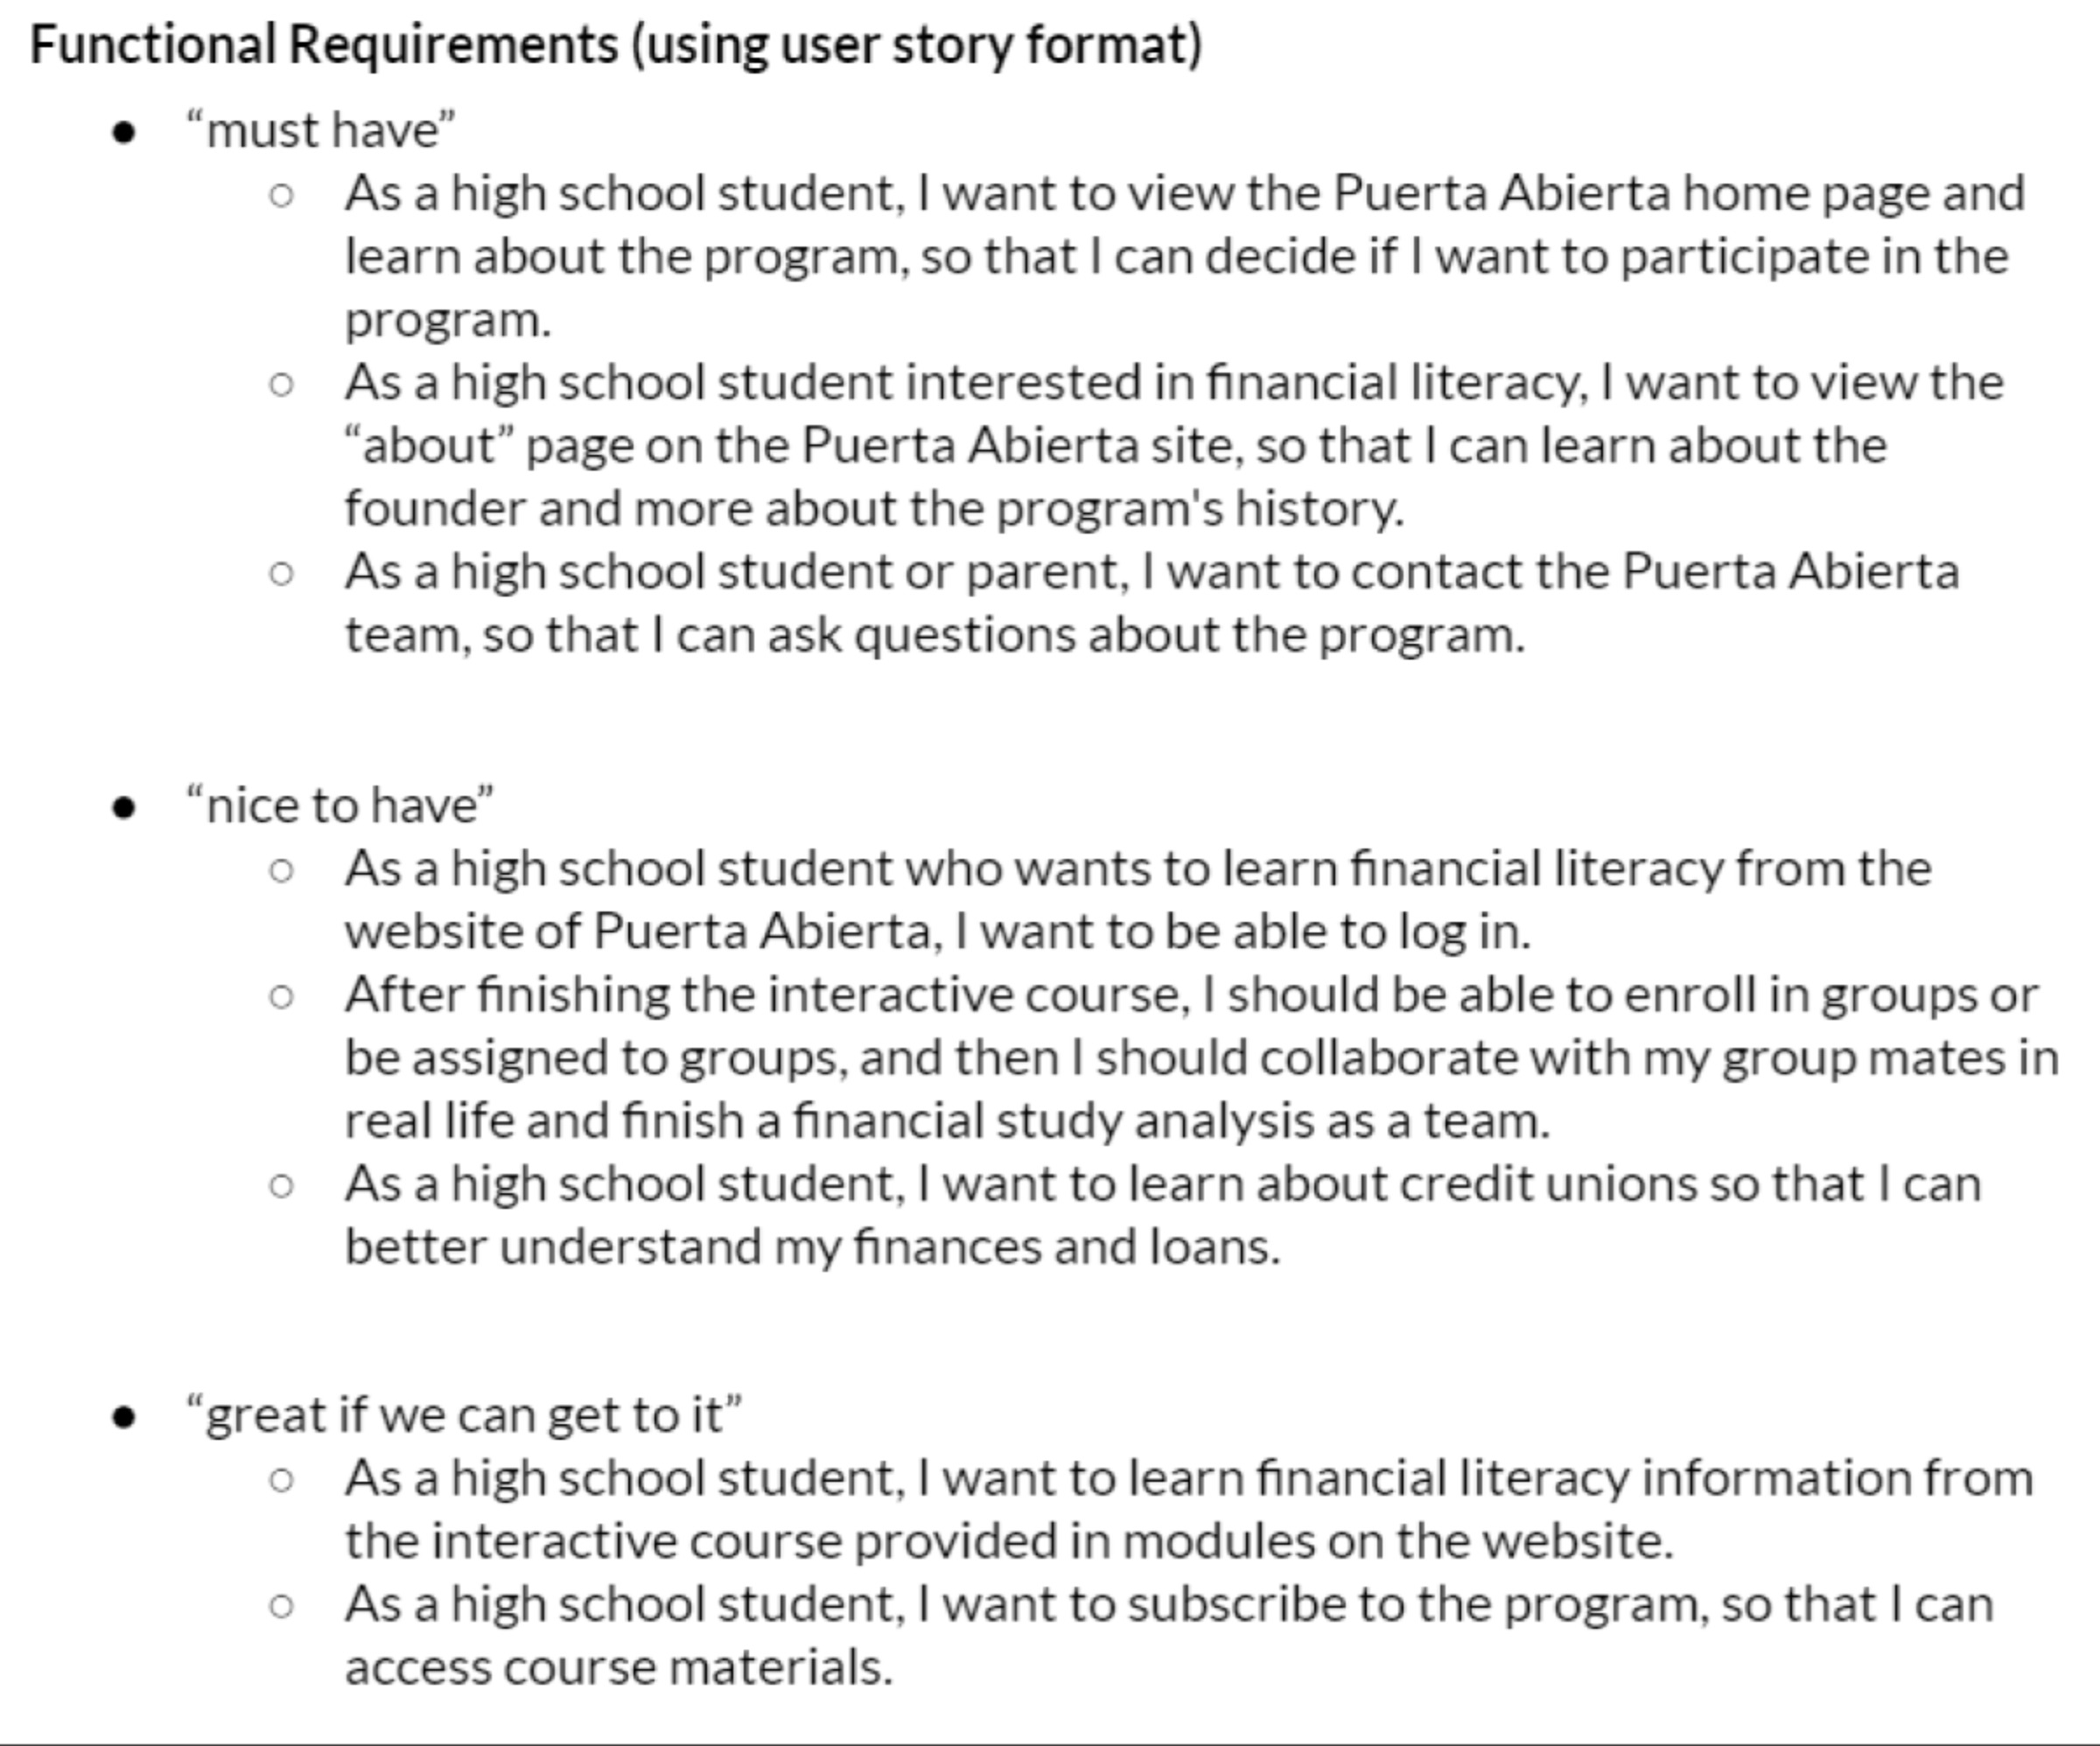 Functional Requirements (using user story format)
● “must have”
○ As a high school student, I want to view the Puerta Abierta home page and
learn about the program, so that I can decide if I want to participate in the
program.
○ As a high school student interested in financial literacy, I want to view the
“about” page on the Puerta Abierta site, so that I can learn about the
founder and more about the program's history.
○ As a high school student or parent, I want to contact the Puerta Abierta
team, so that I can ask questions about the program.
● “nice to have”
○ As a high school student who wants to learn financial literacy from the
website of Puerta Abierta, I want to be able to log in.
○ After finishing the interactive course, I should be able to enroll in groups or
be assigned to groups, and then I should collaborate with my group mates in
real life and finish a financial study analysis as a team.
○ As a high school student, I want to learn about credit unions so that I can
better understand my finances and loans.
● “great if we can get to it”
○ As a high school student, I want to learn financial literacy information from
the interactive course provided in modules on the website.
○ As a high school student, I want to subscribe to the program, so that I can
access course materials.